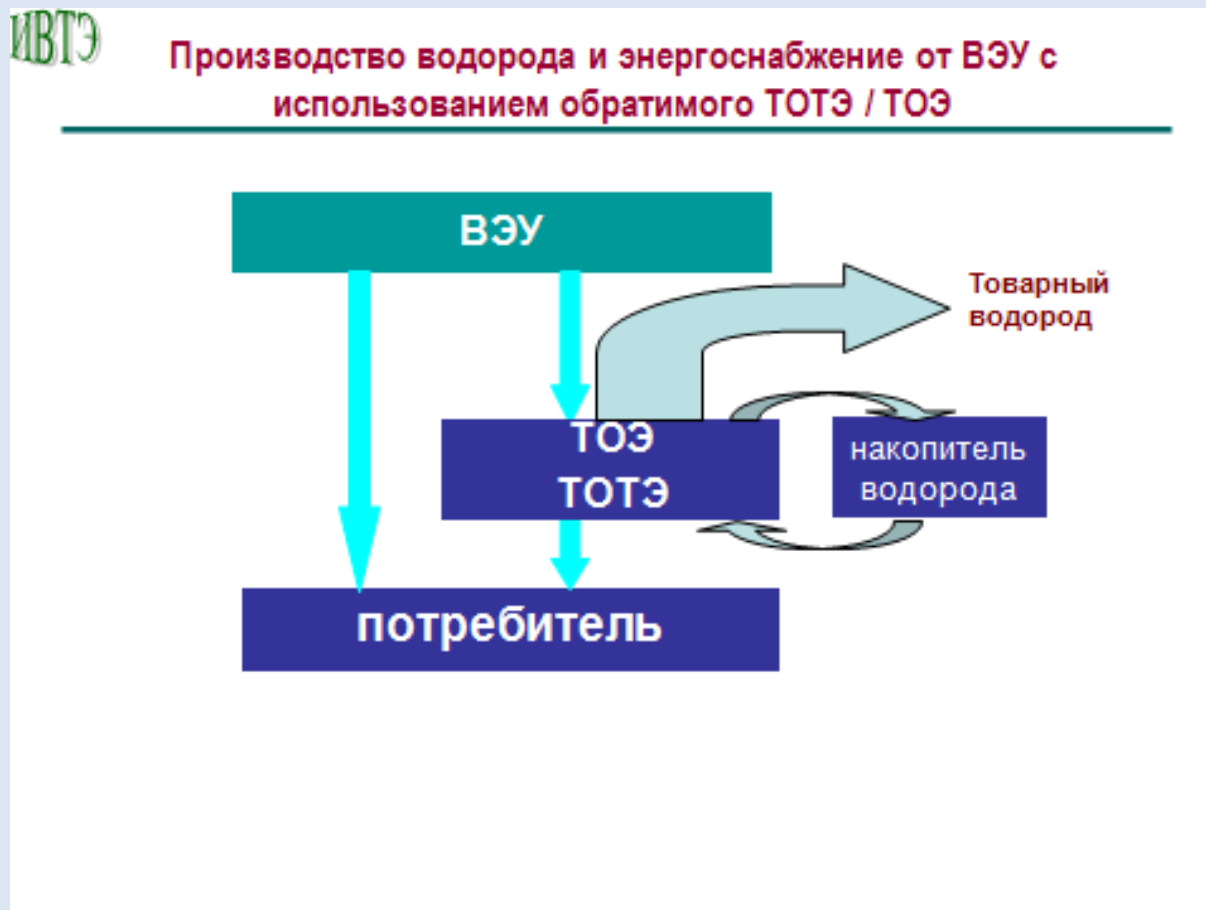 ИВТЭ
Производство водорода и энергоснабжение от ВЭУ с
использованием обратимого ТОТЭ / ТОЭ
ВЭУ
Товарный
водород
ТОЭ
ТОТЭ
накопитель
водорода
потребитель